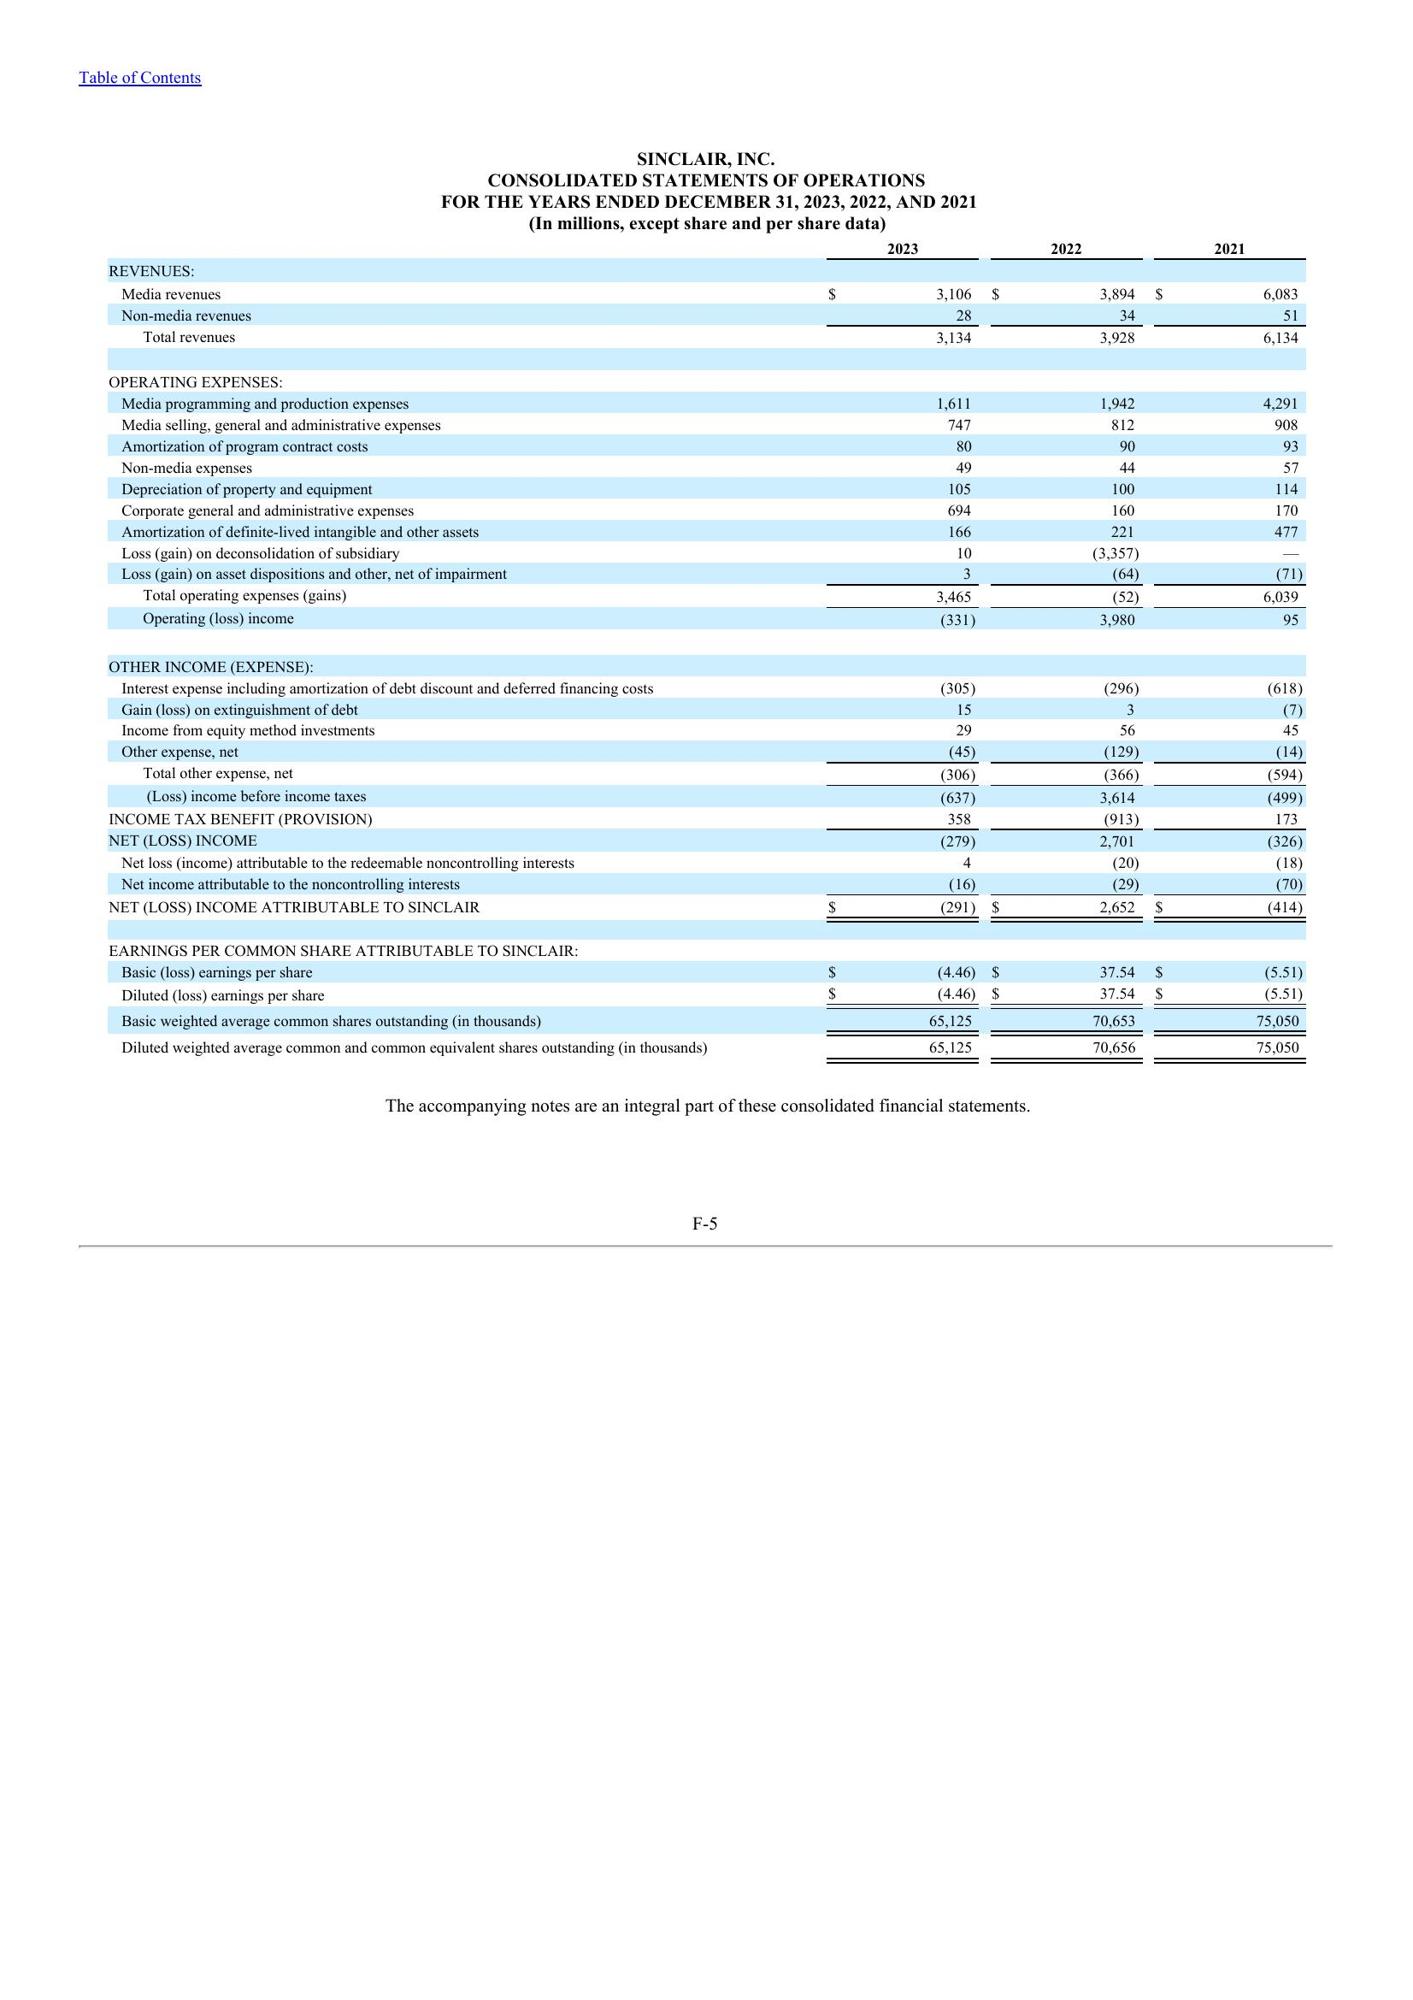 Table of Contents
SINCLAIR, INC.
CONSOLIDATED STATEMENTS OF OPERATIONS
FOR THE YEARS ENDED DECEMBER 31, 2023, 2022, AND 2021
(In millions, except share and per share data)
2023 2022 2021
REVENUES:
Media revenues $ 3,106 $ 3,894 $ 6,083
Non-media revenues 28 34 51
Total revenues 3,134 3,928 6,134
OPERATING EXPENSES:
Media programming and production expenses 1,611 1,942 4,291
Media selling, general and administrative expenses 747 812 908
Amortization of program contract costs 80 90 93
Non-media expenses 49 44 57
Depreciation of property and equipment 105 100 114
Corporate general and administrative expenses 694 160 170
Amortization of definite-lived intangible and other assets 166 221 477
Loss (gain) on deconsolidation of subsidiary 10 (3,357) —
Loss (gain) on asset dispositions and other, net of impairment 3 (64) (71)
Total operating expenses (gains) 3,465 (52) 6,039
Operating (loss) income (331) 3,980 95
OTHER INCOME (EXPENSE):
Interest expense including amortization of debt discount and deferred financing costs (305) (296) (618)
Gain (loss) on extinguishment of debt 15 3 (7)
Income from equity method investments 29 56 45
Other expense, net (45) (129) (14)
Total other expense, net (306) (366) (594)
(Loss) income before income taxes (637) 3,614 (499)
INCOME TAX BENEFIT (PROVISION) 358 (913) 173
NET (LOSS) INCOME (279) 2,701 (326)
Net loss (income) attributable to the redeemable noncontrolling interests 4 (20) (18)
Net income attributable to the noncontrolling interests (16) (29) (70)
NET (LOSS) INCOME ATTRIBUTABLE TO SINCLAIR $ (291) $ 2,652 $ (414)
EARNINGS PER COMMON SHARE ATTRIBUTABLE TO SINCLAIR:
Basic (loss) earnings per share $ (4.46) $ 37.54 $ (5.51)
Diluted (loss) earnings per share $ (4.46) $ 37.54 $ (5.51)
Basic weighted average common shares outstanding (in thousands) 65,125 70,653 75,050
Diluted weighted average common and common equivalent shares outstanding (in thousands) 65,125 70,656 75,050
The accompanying notes are an integral part of these consolidated financial statements.
F-5